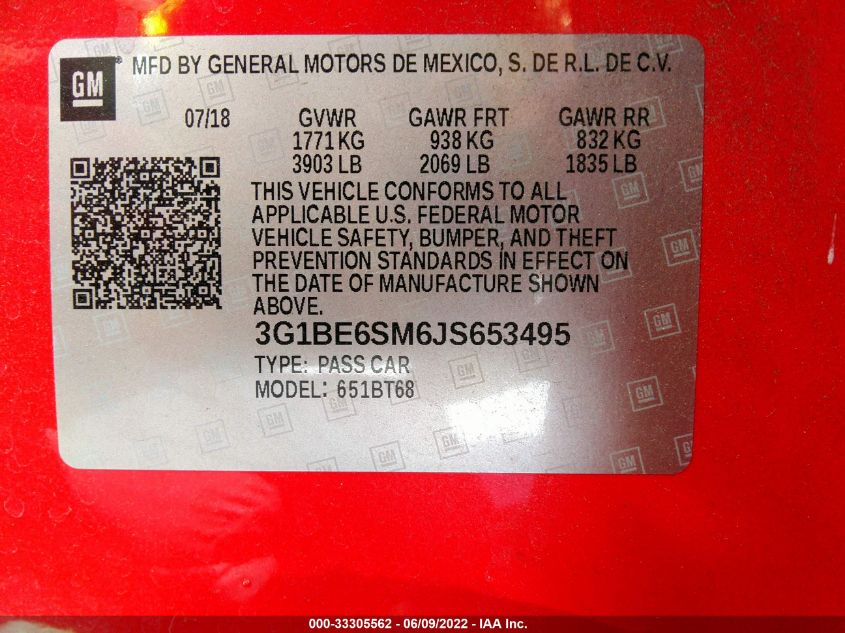 GM MFD BY GENERAL MOTORS DE MEXICO, S. DE R.L. DE C.V.
07/18 GVWR GAWR FRT GAWR RR
1771 KG 938 KG 832 KG
3903 LB 2069 LB 1835 LB
THIS VEHICLE CONFORMS TO ALL
APPLICABLE U.S. FEDERAL MOTOR
VEHICLE SAFETY, BUMPER, AND THEFT
PREVENTION STANDARDS IN EFFECT ON
THE DATE OF MANUFACTURE SHOWN
ABOVE.
3G1BE6SM6JS653495
TYPE: PASS CAR
MODEL: 651BT68
000-33305562 - 06/09/2022 - IAA Inc.